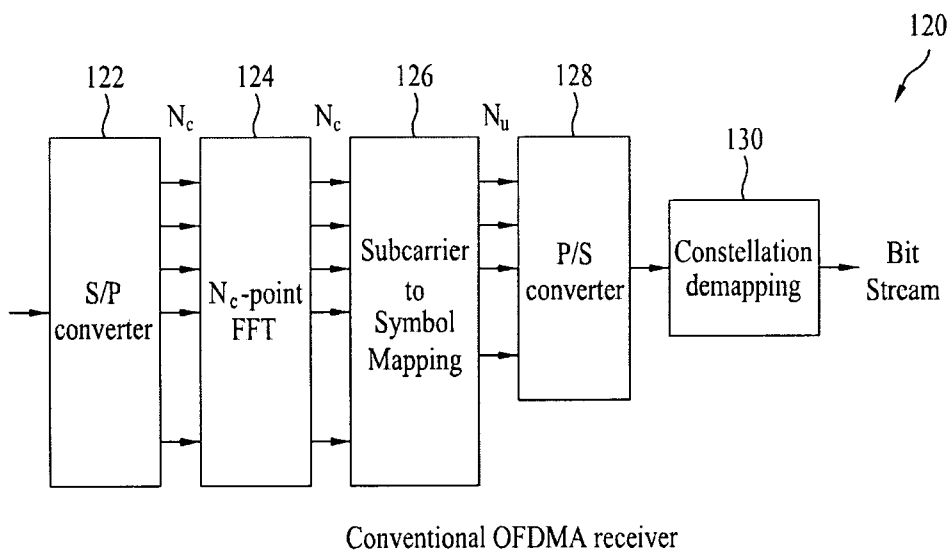 120
122
124
126
128
130
N_c
N_c
N_u
S/P
converter
N_c-point
FFT
Subcarrier
to
Symbol
Mapping
P/S
converter
Constellation
demapping
Bit
Stream
Conventional OFDMA receiver